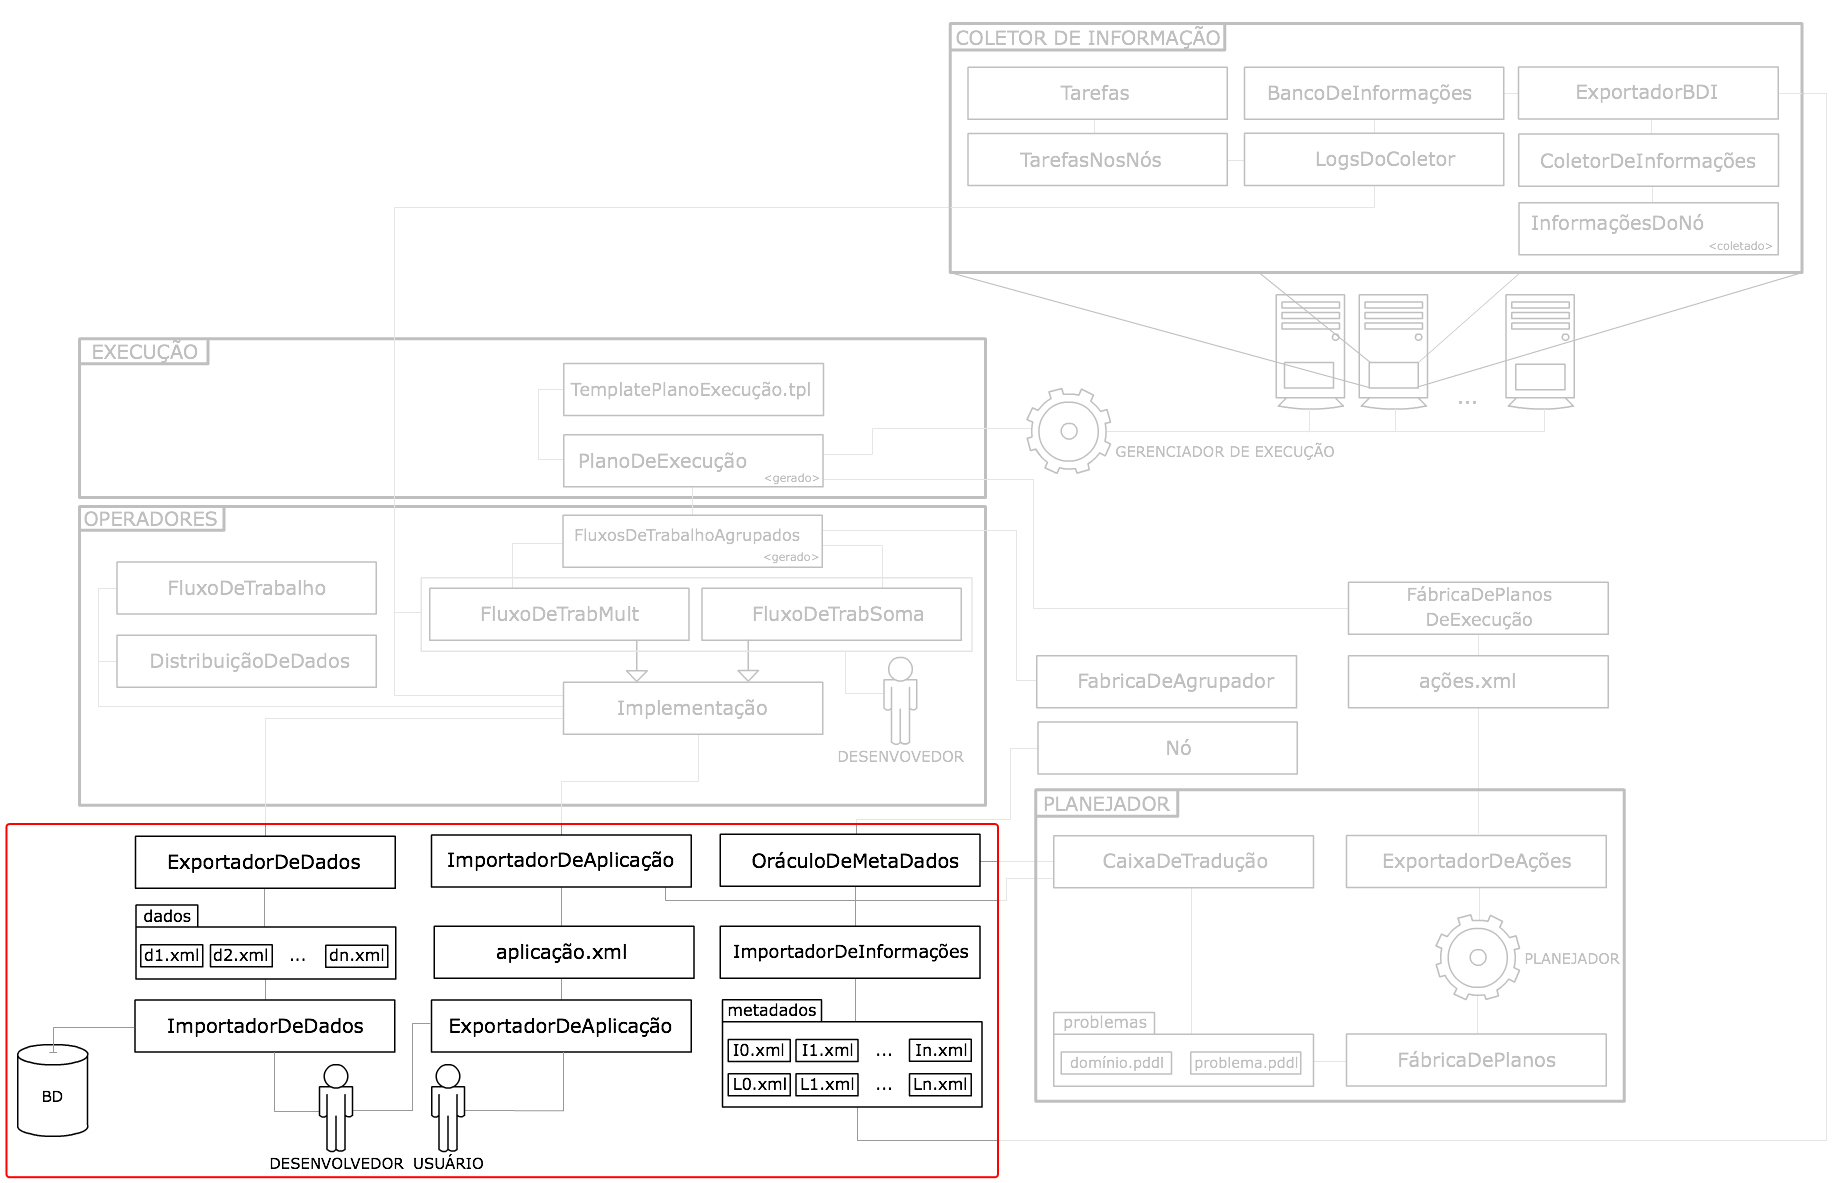 COLETOR DE INFORMAÇÃO
Tarefas
BancoDeInformações
ExportadorBDI
TarefasNosNós
LogsDoColetor
ColetorDeInformações
InformaçõesDoNó
<coletado>
...
GERENCIADOR DE EXECUÇÃO
EXECUÇÃO
TemplatePlanoExecução.tpl
PlanoDeExecução
<gerado>
OPERADORES
FluxosDeTrabalhoAgrupados
<gerado>
FluxoDeTrabalho
FluxoDeTrabMult
FluxoDeTrabSoma
DistribuiçãoDeDados
Implementação
DESENVOVEDOR
FábricaDePlanos
DeExecução
FabricaDeAgrupador
ações.xml
Nó
PLANEJADOR
CaixaDeTradução
ExportadorDeAções
PLANEJADOR
problemas
domínio.pddl
problema.pddl
FábricaDePlanos
ExportadorDeDados
ImportadorDeAplicação
OráculoDeMetaDados
dados
d1.xml
d2.xml
...
dn.xml
aplicação.xml
ImportadorDeInformações
ImportadorDeDados
ExportadorDeAplicação
metadados
I0.xml
I1.xml
...
In.xml
L0.xml
L1.xml
...
Ln.xml
BD
DESENVOLVEDOR
USUÁRIO